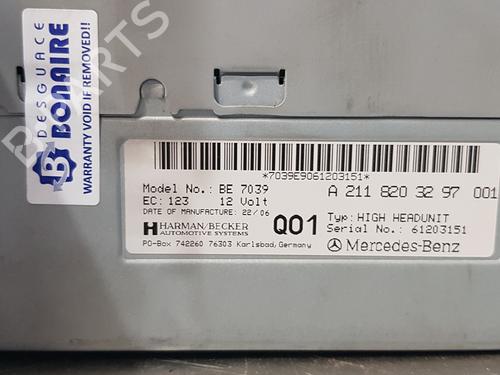 DESGUACE
BONAIRE
WARRANTY VOID IF REMOVED!!
PARTS
*7039E9061203151*
Model No.: BE 7039
A 211 820 32 97 001
EC: 123 12 Volt
DATE OF MANUFACTURE: 22/06
Q01
Typ: HIGH HEADUNIT
HARMAN/BECKER
AUTOMOTIVE SYSTEMS
Serial No.: 61203151
PO-Box 742260 76303 Karlsbad, Germany
Mercedes-Benz